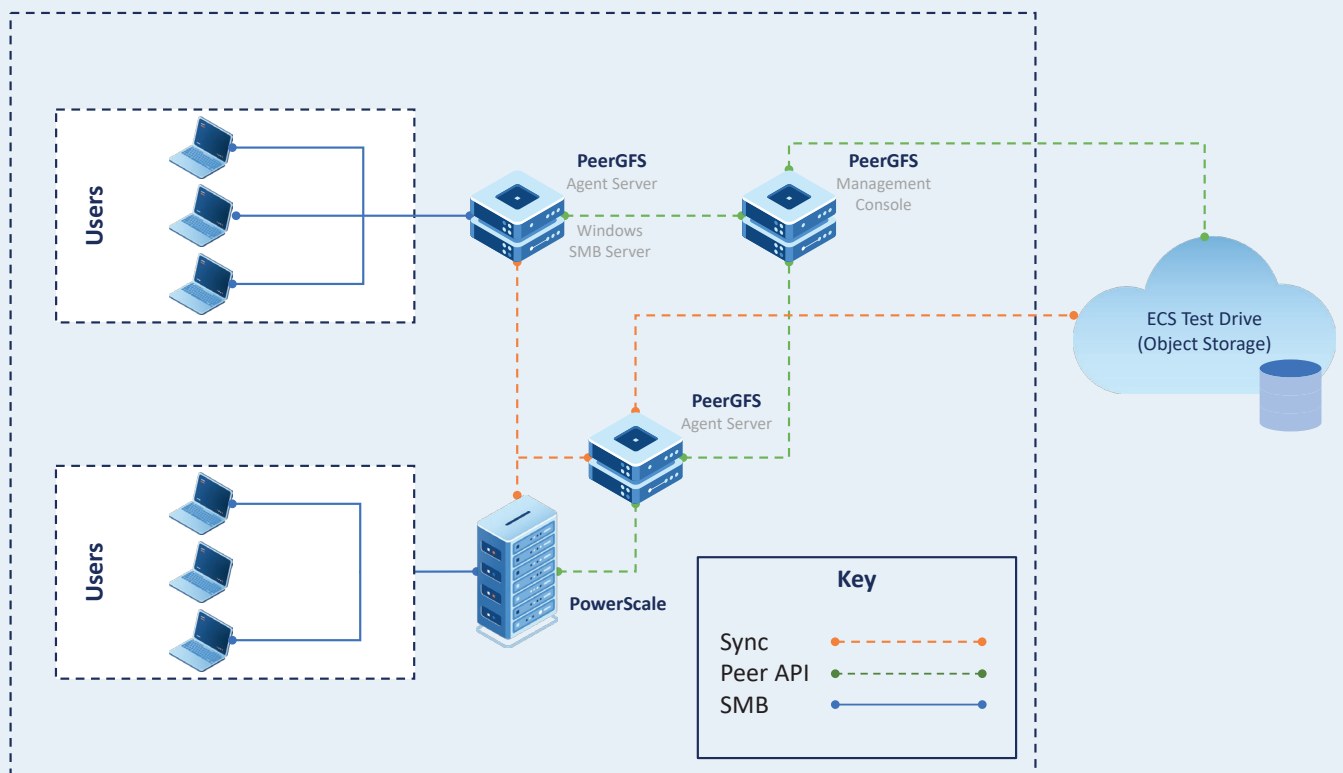 Users
PeerGFS
Agent Server
Windows
SMB Server
PeerGFS
Management
Console
ECS Test Drive
(Object Storage)
PeerGFS
Agent Server
Users
PowerScale
Key
Sync
Peer API
SMB